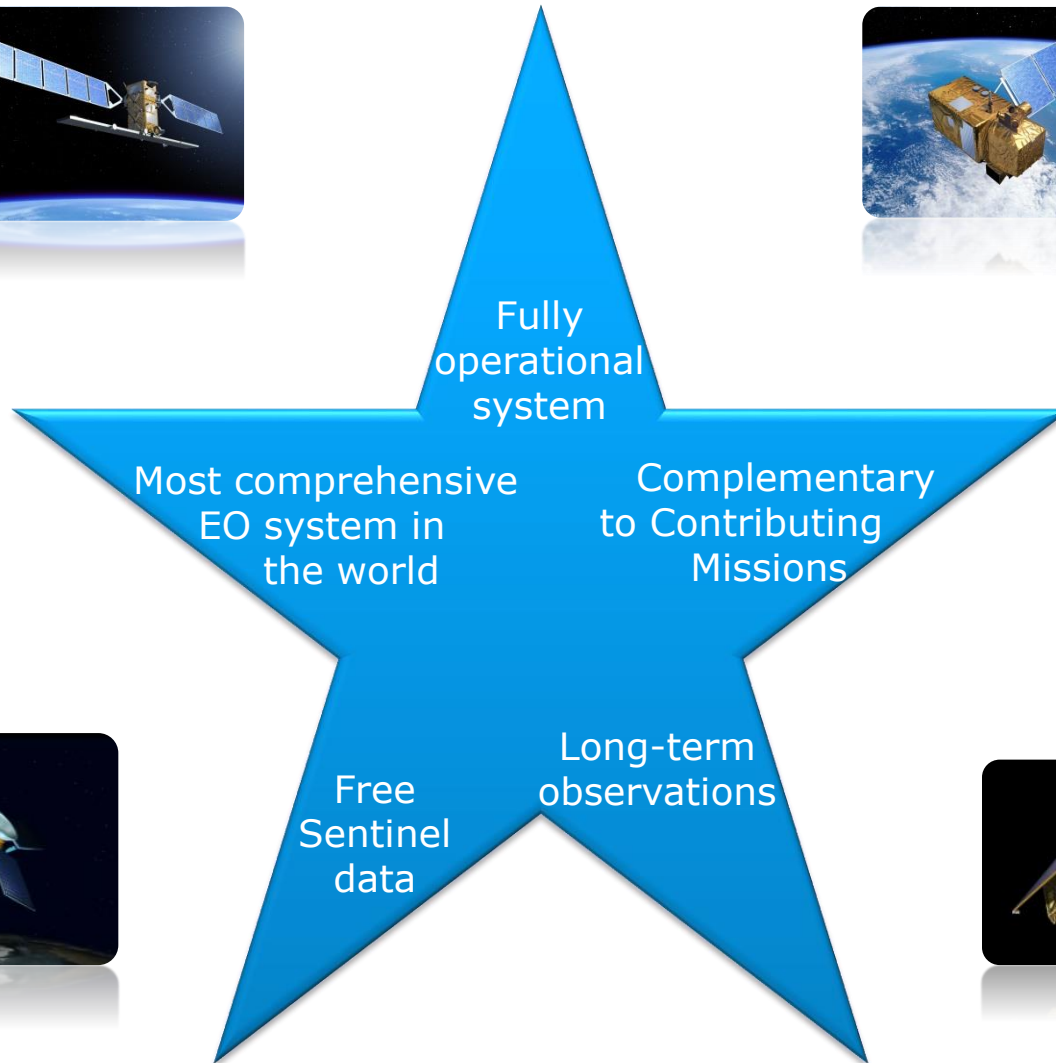 Fully
operational
system
Most comprehensive
EO system in
the world
Complementary
to Contributing
Missions
Free
Sentinel
data
Long-term
observations